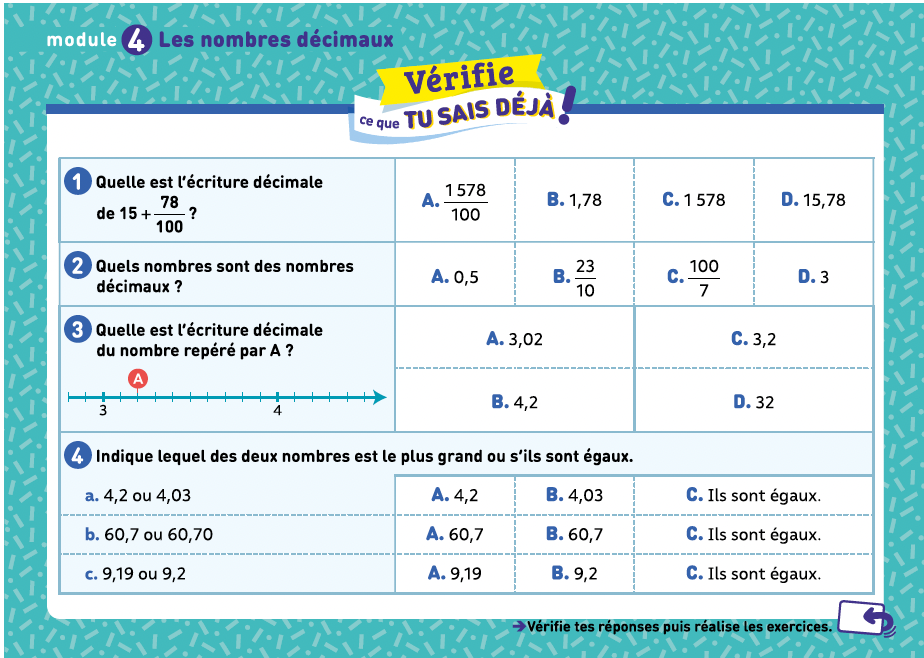 module 4 Les nombres décimaux
Vérifie
ce que TU SAIS DÉJÀ !
1 Quelle est l'écriture décimale
de 15 + 78/100 ?
A. 1 578/100 B. 1,78 C. 1 578 D. 15,78
2 Quels nombres sont des nombres
décimaux ?
A. 0,5 B. 23/10 C. 100/7 D. 3
3 Quelle est l'écriture décimale
du nombre repéré par A ?
A
3 4
A. 3,02 C. 3,2
B. 4,2 D. 32
4 Indique lequel des deux nombres est le plus grand ou s'ils sont égaux.
a. 4,2 ou 4,03 A. 4,2 B. 4,03 C. Ils sont égaux.
b. 60,7 ou 60,70 A. 60,7 B. 60,7 C. Ils sont égaux.
c. 9,19 ou 9,2 A. 9,19 B. 9,2 C. Ils sont égaux.
➔ Vérifie tes réponses puis réalise les exercices.